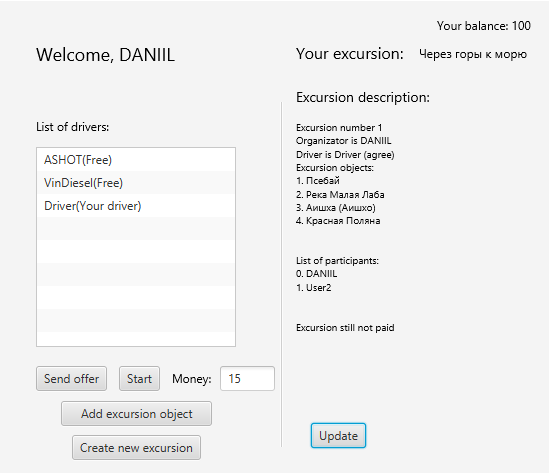 Your balance: 100
Welcome, DANIIL
Your excursion: Через горы к морю
Excursion description:
List of drivers:
ASHOT(Free)
VinDiesel(Free)
Driver(Your driver)
Excursion number 1
Organizator is DANIIL
Driver is Driver (agree)
Excursion objects:
1. Псебай
2. Река Малая Лаба
3. Аишха (Аишхо)
4. Красная Поляна
List of participants:
0. DANIIL
1. User2
Excursion still not paid
Send offer
Start
Money: 15
Add excursion object
Create new excursion
Update